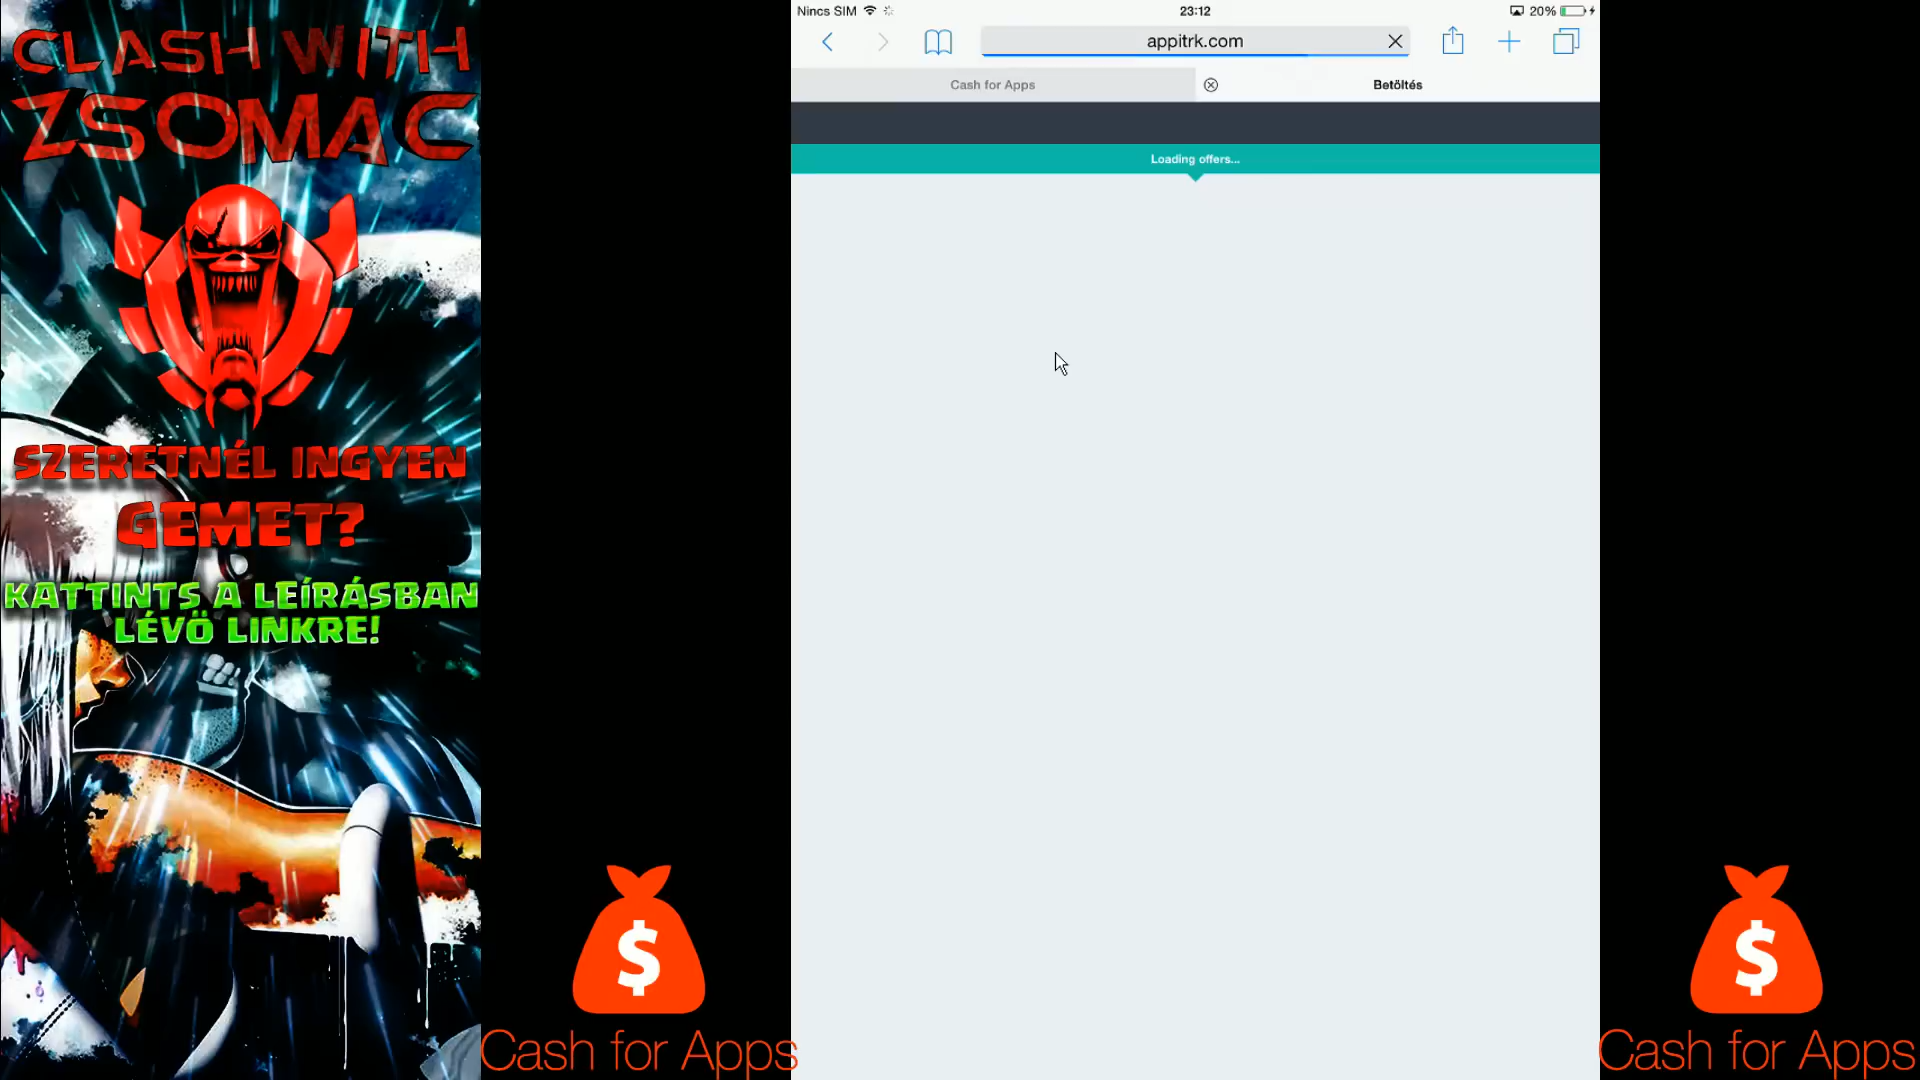 CLASH WITH
ZSOMAC
SZERETNÉL INGYEN
GEMET?
KATTINTS A LEÍRÁSBAN
LÉVÖ LINKRE!
Nincs SIM
23:12
20%
appitrk.com
Cash for Apps
Betöltés
Loading offers...
$
Cash for Apps
$
Cash for Apps